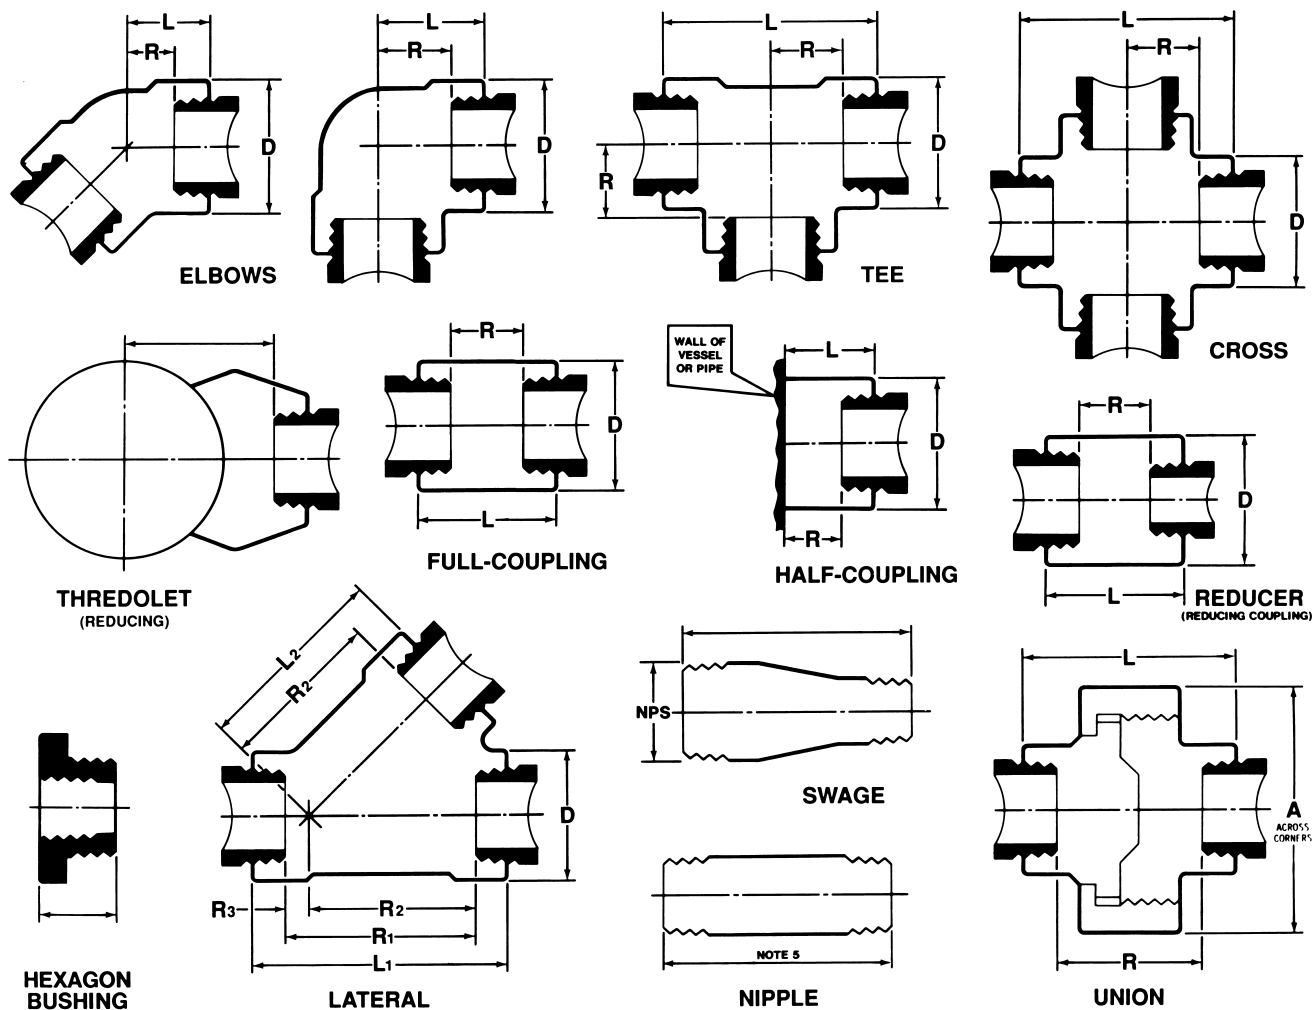 L
R
D
ELBOWS
L
R
D
L
R
D
R
TEE
L
R
D
CROSS
THREDOLET
(REDUCING)
R
D
L
FULL-COUPLING
WALL OF
VESSEL
OR PIPE
L
D
R
HALF-COUPLING
R
D
L
REDUCER
(REDUCING COUPLING)
HEXAGON
BUSHING
L2
R2
D
R3
R2
R1
L1
LATERAL
NPS
SWAGE
NOTE 5
NIPPLE
L
A
ACROSS
CORNERS
R
UNION